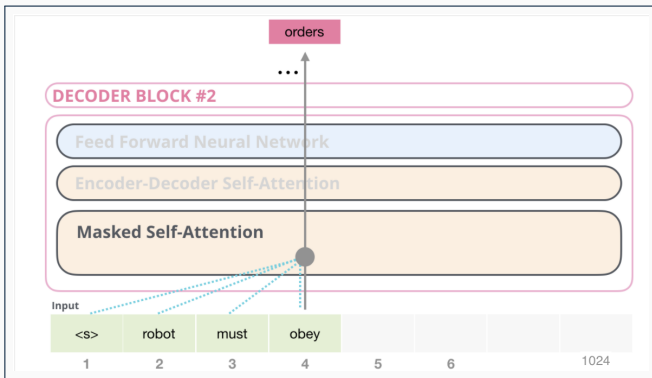 orders
...
DECODER BLOCK #2
Feed Forward Neural Network
Encoder-Decoder Self-Attention
Masked Self-Attention
Input
<s> robot must obey
1 2 3 4 5 6 1024